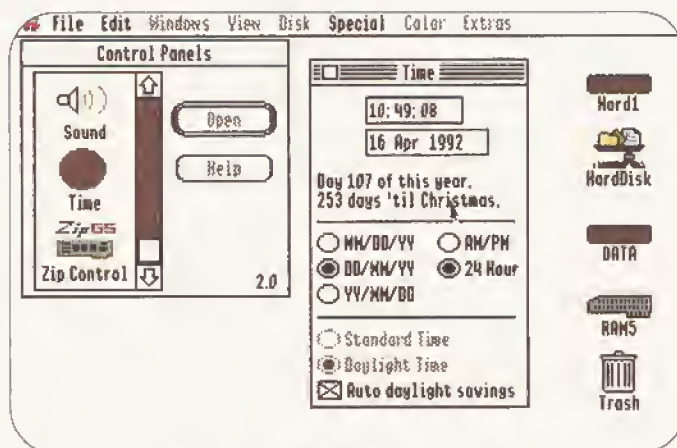 File Edit Windows View Disk Special Color Extras
Control Panels
Sound
Time
ZipGS
Zip Control
Open
Help
2.0
Time
10:49:08
16 Apr 1992
Day 107 of this year.
253 days 'til Christmas.
MM/DD/YY
AM/PM
DD/MM/YY
24 Hour
YY/MM/DD
Standard Time
Daylight Time
Auto daylight savings
Hard1
HardDisk
DATA
RAM5
Trash